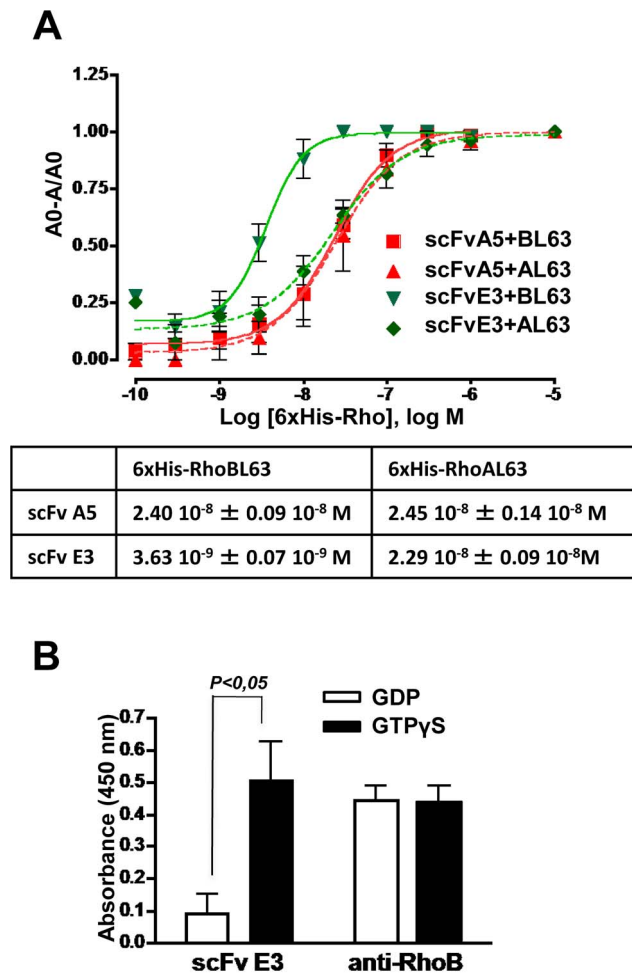 A
A0-A/A0
1.25
1.00
0.75
0.50
0.25
0.00
-10 -9 -8 -7 -6 -5
Log [6xHis-Rho], log M
scFvA5+BL63
scFvA5+AL63
scFvE3+BL63
scFvE3+AL63
6xHis-RhoBL63 6xHis-RhoAL63
scFv A5 2.40 10⁻⁸ ± 0.09 10⁻⁸ M 2.45 10⁻⁸ ± 0.14 10⁻⁸ M
scFv E3 3.63 10⁻⁹ ± 0.07 10⁻⁹ M 2.29 10⁻⁸ ± 0.09 10⁻⁸M
B
P<0,05
GDP
GTPγS
Absorbance (450 nm)
0.7
0.6
0.5
0.4
0.3
0.2
0.1
0.0
scFv E3 anti-RhoB